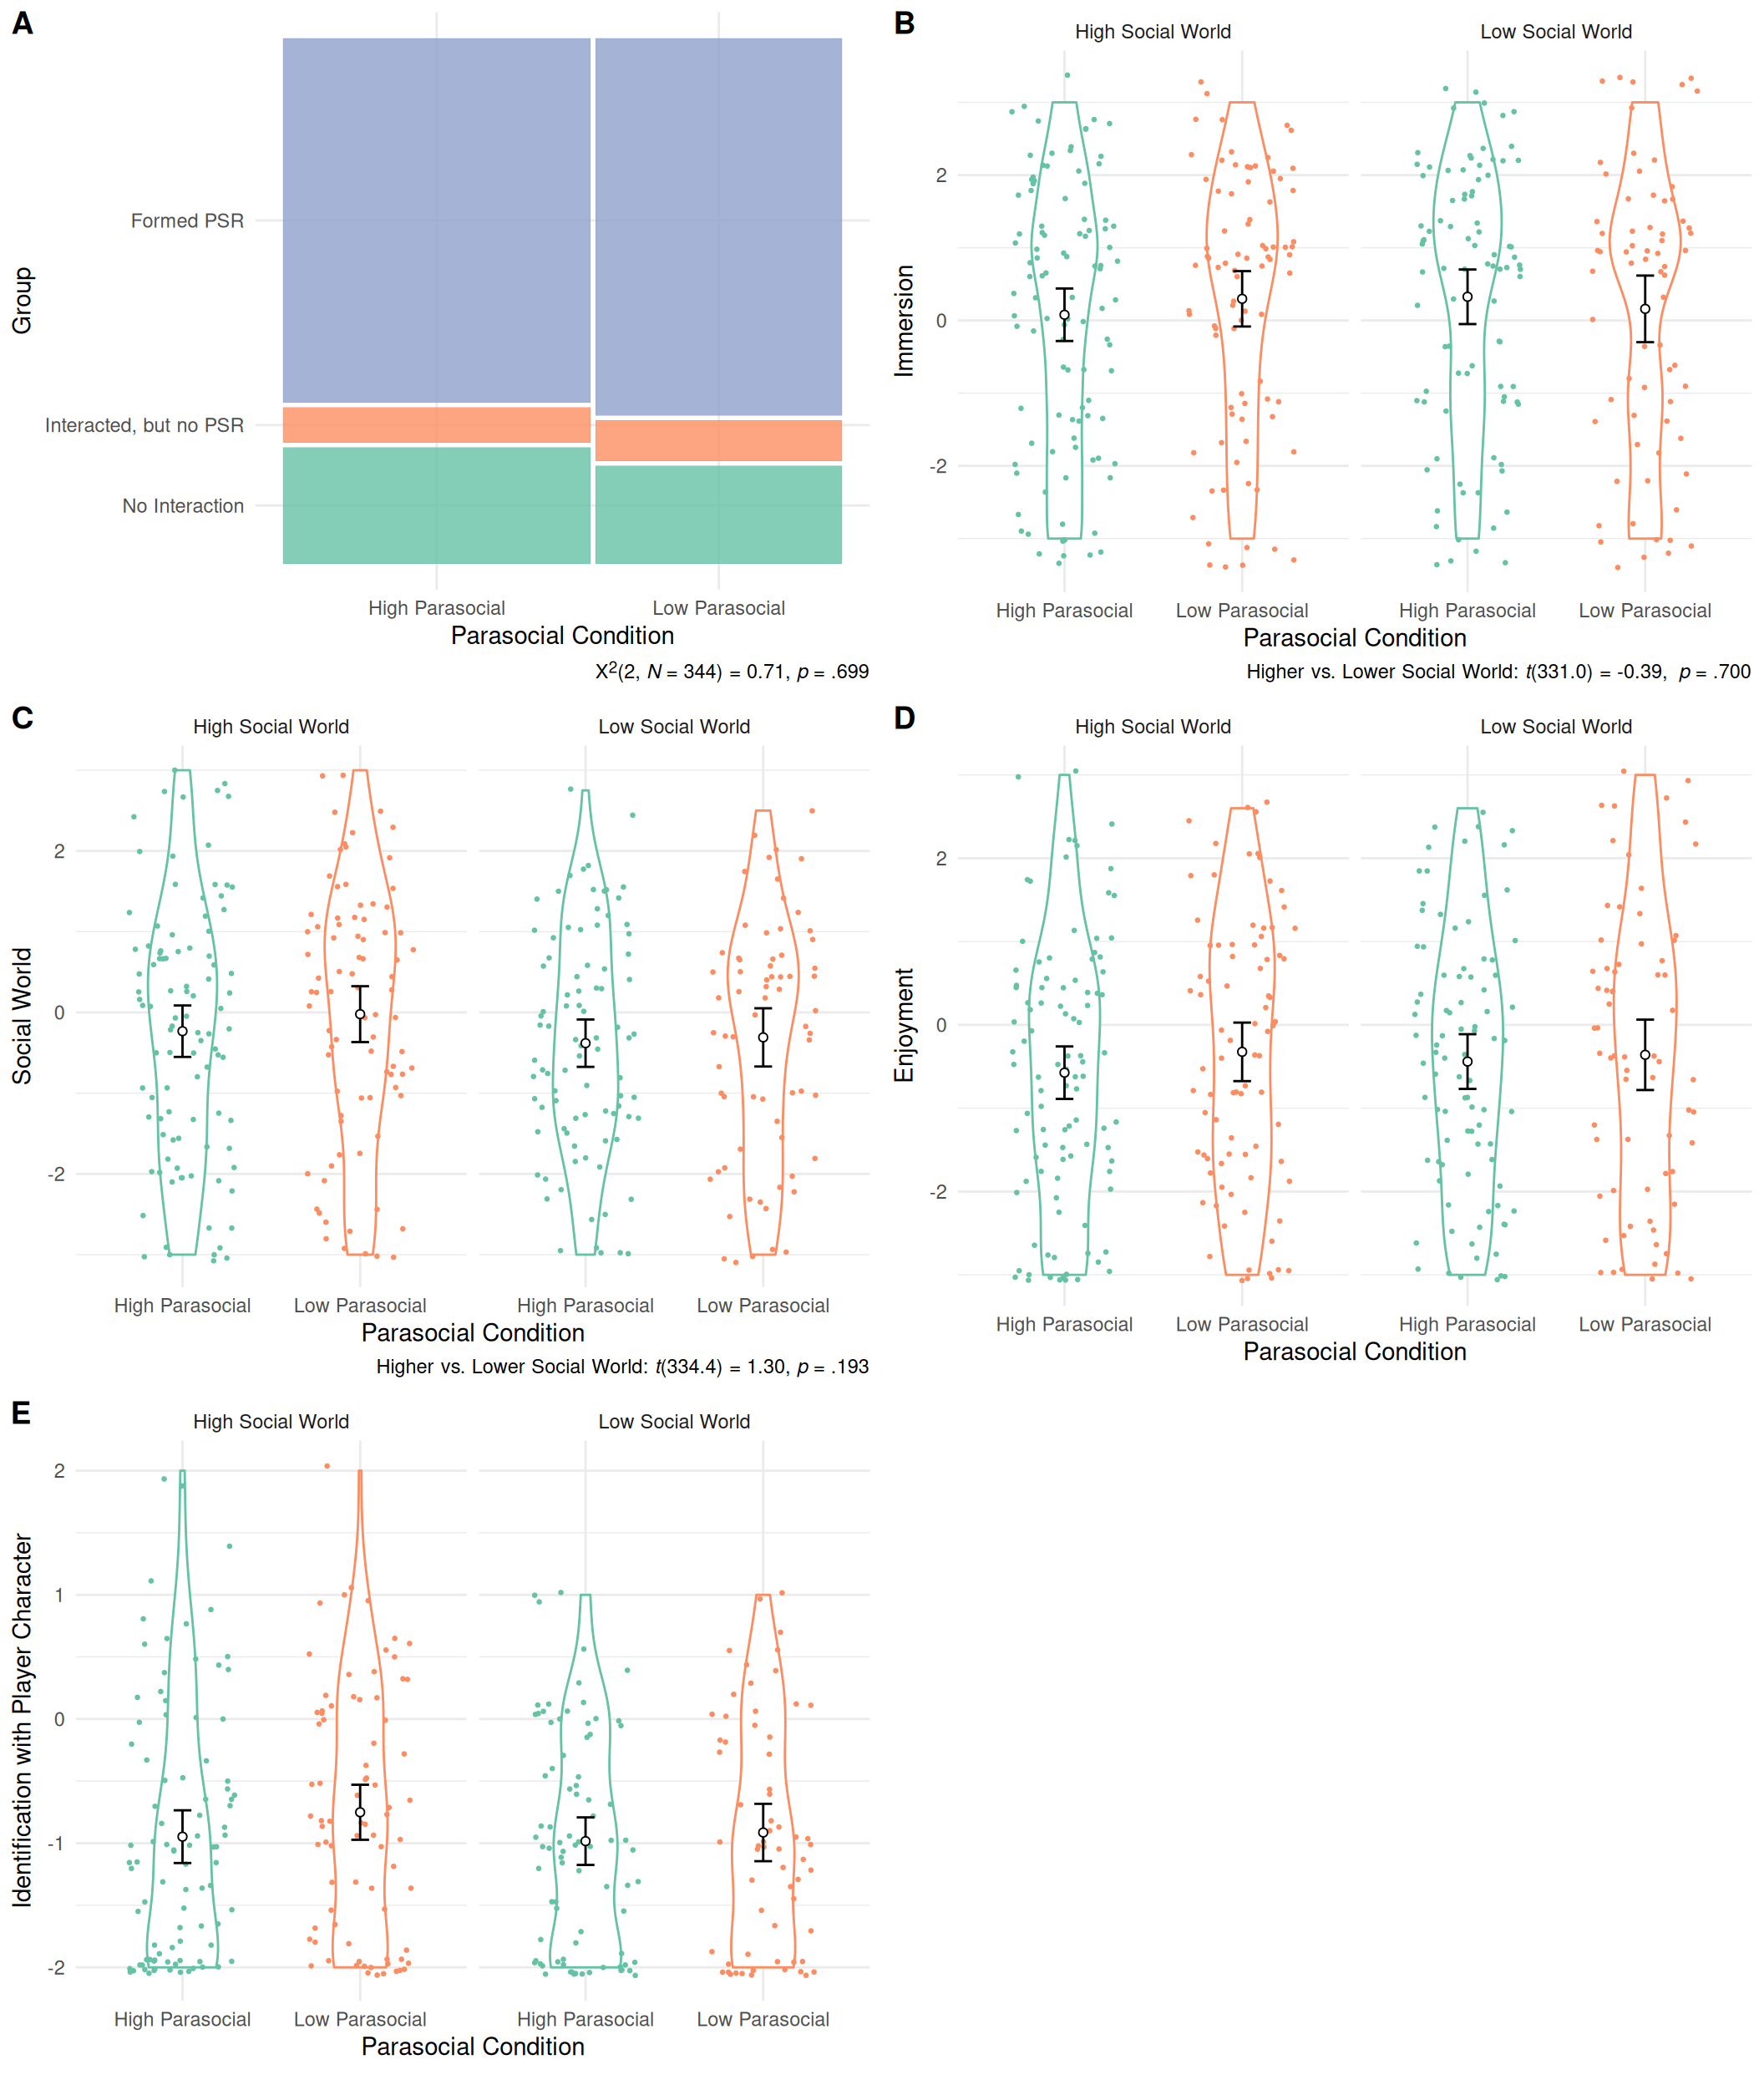 A
Group
Formed PSR
Interacted, but no PSR
No Interaction
High Parasocial
Low Parasocial
Parasocial Condition
X²(2, N = 344) = 0.71, p = .699
B
High Social World
Low Social World
Immersion
2
0
-2
High Parasocial
Low Parasocial
High Parasocial
Low Parasocial
Parasocial Condition
Higher vs. Lower Social World: t(331.0) = -0.39, p = .700
C
High Social World
Low Social World
Social World
2
0
-2
High Parasocial
Low Parasocial
High Parasocial
Low Parasocial
Parasocial Condition
Higher vs. Lower Social World: t(334.4) = 1.30, p = .193
D
High Social World
Low Social World
Enjoyment
2
0
-2
High Parasocial
Low Parasocial
High Parasocial
Low Parasocial
Parasocial Condition
E
High Social World
Low Social World
Identification with Player Character
2
1
0
-1
-2
High Parasocial
Low Parasocial
High Parasocial
Low Parasocial
Parasocial Condition